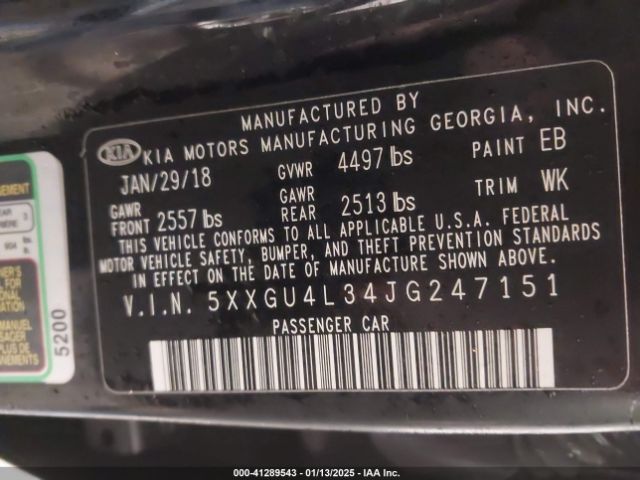 MANUFACTURED BY
KIA KIA MOTORS MANUFACTURING GEORGIA, INC.
JAN/29/18 GVWR 4497 lbs PAINT EB
GAWR FRONT 2557 lbs GAWR REAR 2513 lbs TRIM WK
THIS VEHICLE CONFORMS TO ALL APPLICABLE U.S.A. FEDERAL
MOTOR VEHICLE SAFETY, BUMPER, AND THEFT PREVENTION STANDARDS
IN EFFECT ON THE DATE OF MANUFACTURE SHOWN ABOVE.
V.I.N. 5XXGU4L34JG247151
PASSENGER CAR
5200
000-41289543 - 01/13/2025 - IAAI